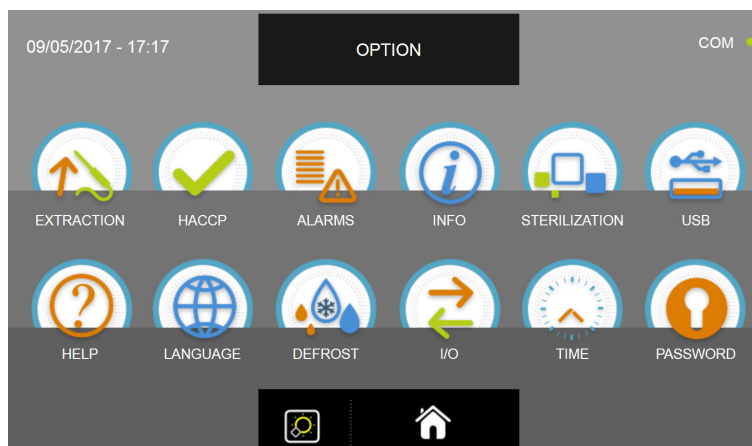 09/05/2017 - 17:17
OPTION
COM
EXTRACTION
HACCP
ALARMS
INFO
STERILIZATION
USB
HELP
LANGUAGE
DEFROST
I/O
TIME
PASSWORD